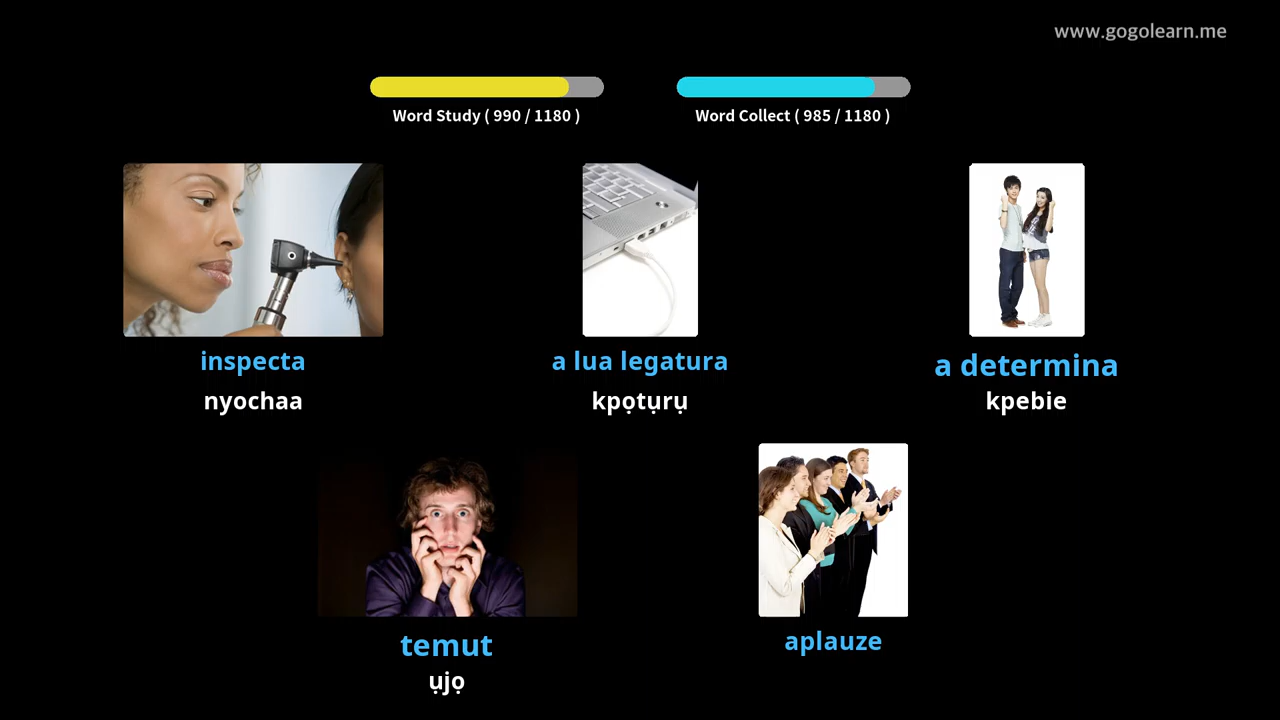 www.gogolearn.me
Word Study ( 990 / 1180 )
Word Collect ( 985 / 1180 )
inspecta
a lua legatura
a determina
nyochaa
kpọtụrụ
kpebie
temut
aplauze
ụjọ